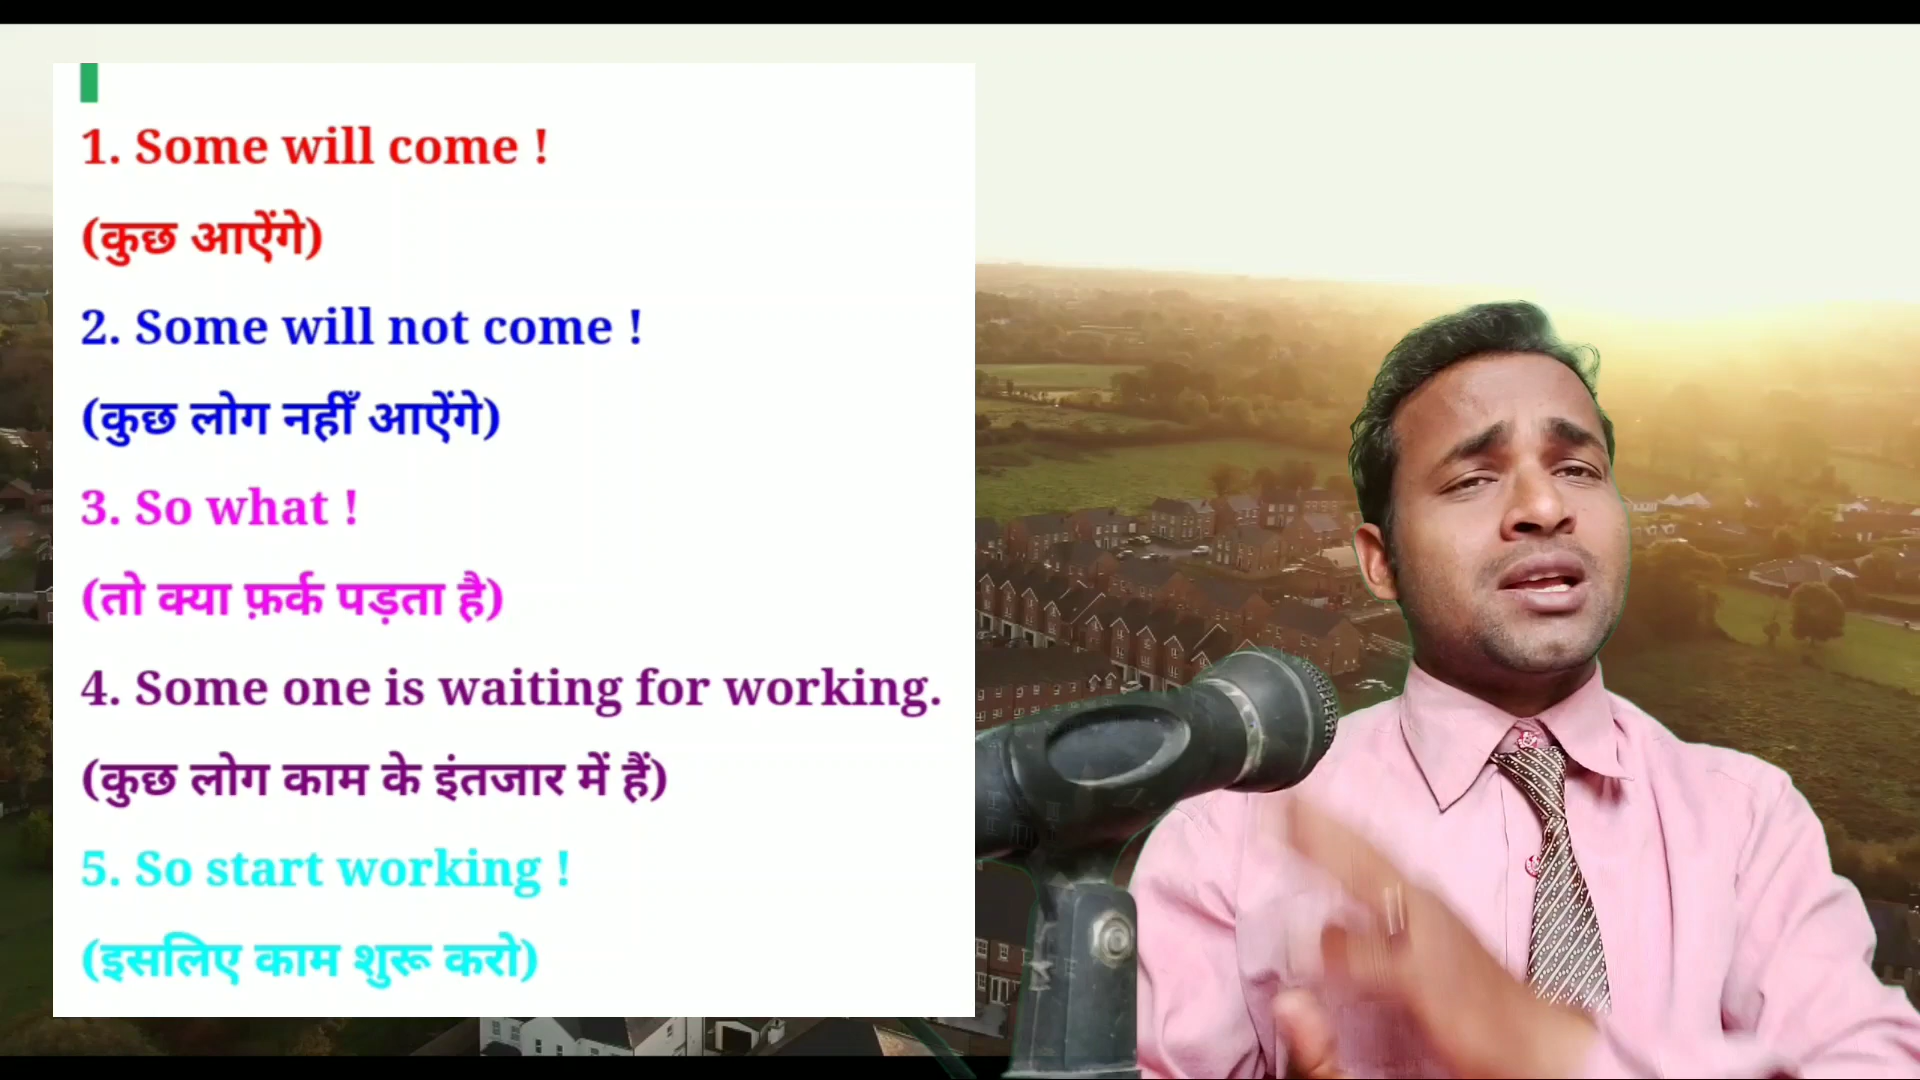 1. Some will come !
(कुछ आऐंगे)
2. Some will not come !
(कुछ लोग नहीँ आऐंगे)
3. So what !
(तो क्या फ़र्क पड़ता है)
4. Some one is waiting for working.
(कुछ लोग काम के इंतजार में हैं)
5. So start working !
(इसलिए काम शुरू करो)